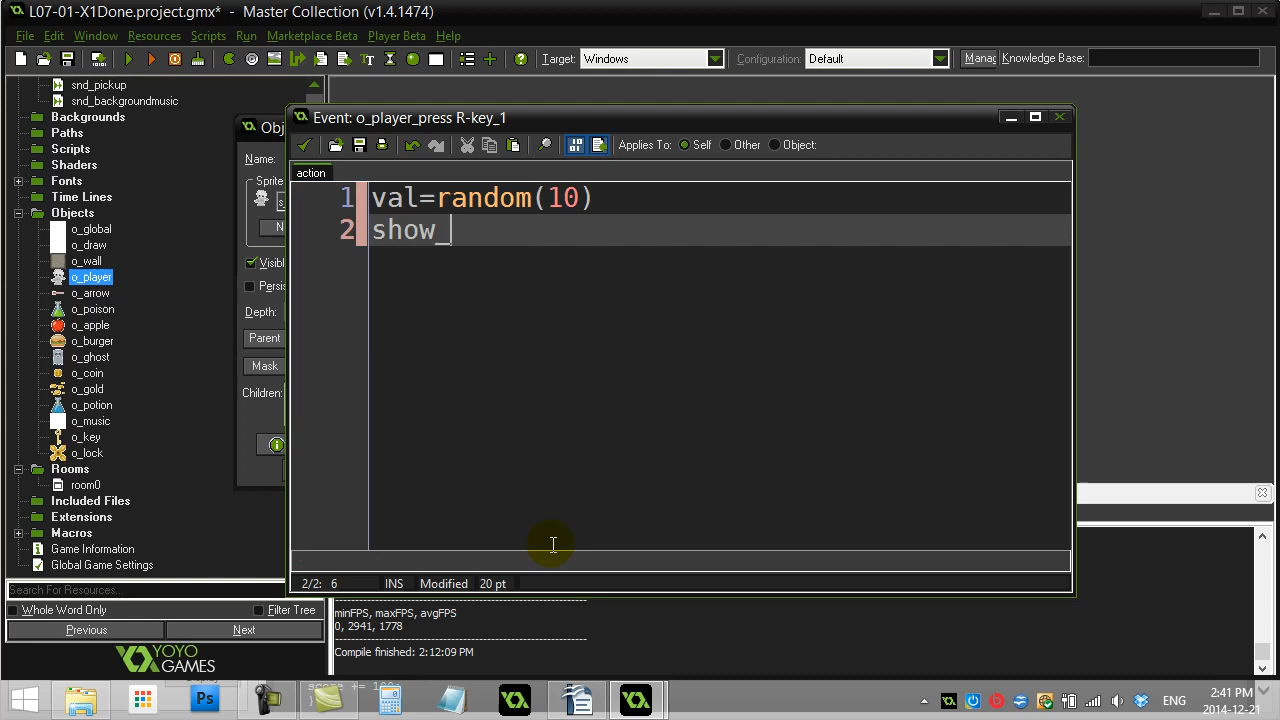 L07-01-X1Done.project.gmx* - Master Collection (v1.4.1474)
File Edit Window Resources Scripts Run Marketplace Beta Player Beta Help
Target: Windows Configuration: Default Manag Knowledge Base:
snd_pickup
snd_backgroundmusic
Backgrounds
Paths
Scripts
Shaders
Fonts
Time Lines
Objects
o_global
o_draw
o_wall
o_player
o_arrow
o_poison
o_apple
o_burger
o_ghost
o_coin
o_gold
o_potion
o_music
o_key
o_lock
Rooms
room0
Included Files
Extensions
Macros
Game Information
Global Game Settings
Search For Resources...
Whole Word Only Filter Tree
Previous Next
YOYO
GAMES
Obj
Name:
Sprite
s
N
Visibl
Persis
Depth:
Parent
Mask
Children:
Event: o_player_press R-key_1
Applies To: Self Other Object:
action
1 val=random(10)
2 show_
2/2: 6 INS Modified 20 pt
minFPS, maxFPS, avgFPS
0, 2941, 1778
Compile finished: 2:12:09 PM
score += 100
Ps
ENG
2:41 PM
2014-12-21